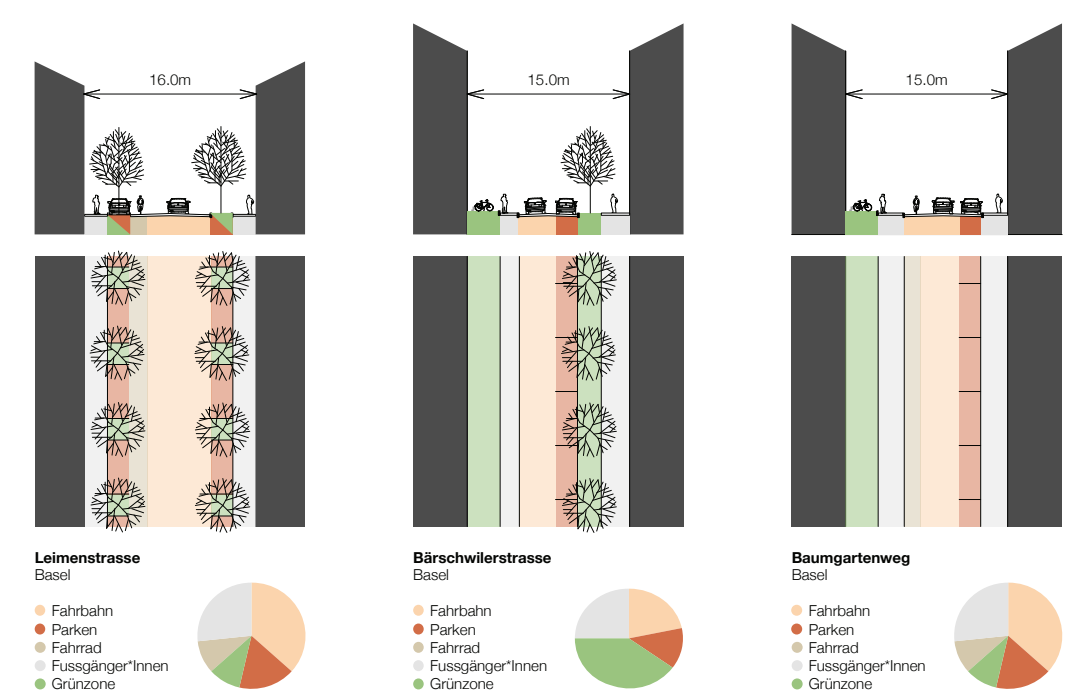 16.0m
15.0m
15.0m
Leimenstrasse
Basel
Fahrbahn
Parken
Fahrrad
Fussgänger*Innen
Grünzone
Bärschwilerstrasse
Basel
Fahrbahn
Parken
Fahrrad
Fussgänger*Innen
Grünzone
Baumgartenweg
Basel
Fahrbahn
Parken
Fahrrad
Fussgänger*Innen
Grünzone